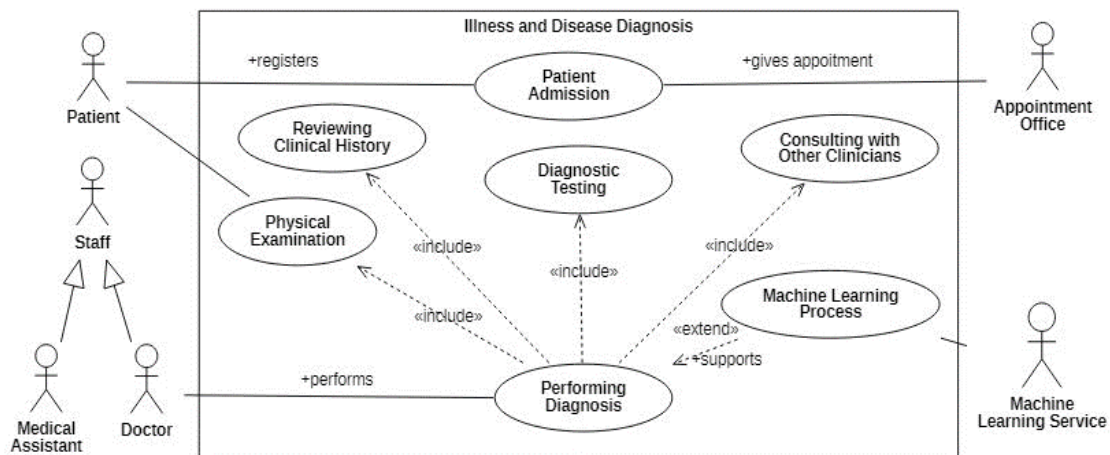 Illness and Disease Diagnosis
+registers
Patient
Admission
+gives appoitment
Patient
Appointment
Office
Reviewing
Clinical History
Consulting with
Other Clinicians
Diagnostic
Testing
Staff
Physical
Examination
«include»
«include»
«include»
«include»
Machine Learning
Process
«extend»
+supports
+performs
Performing
Diagnosis
Medical
Assistant
Doctor
Machine
Learning Service